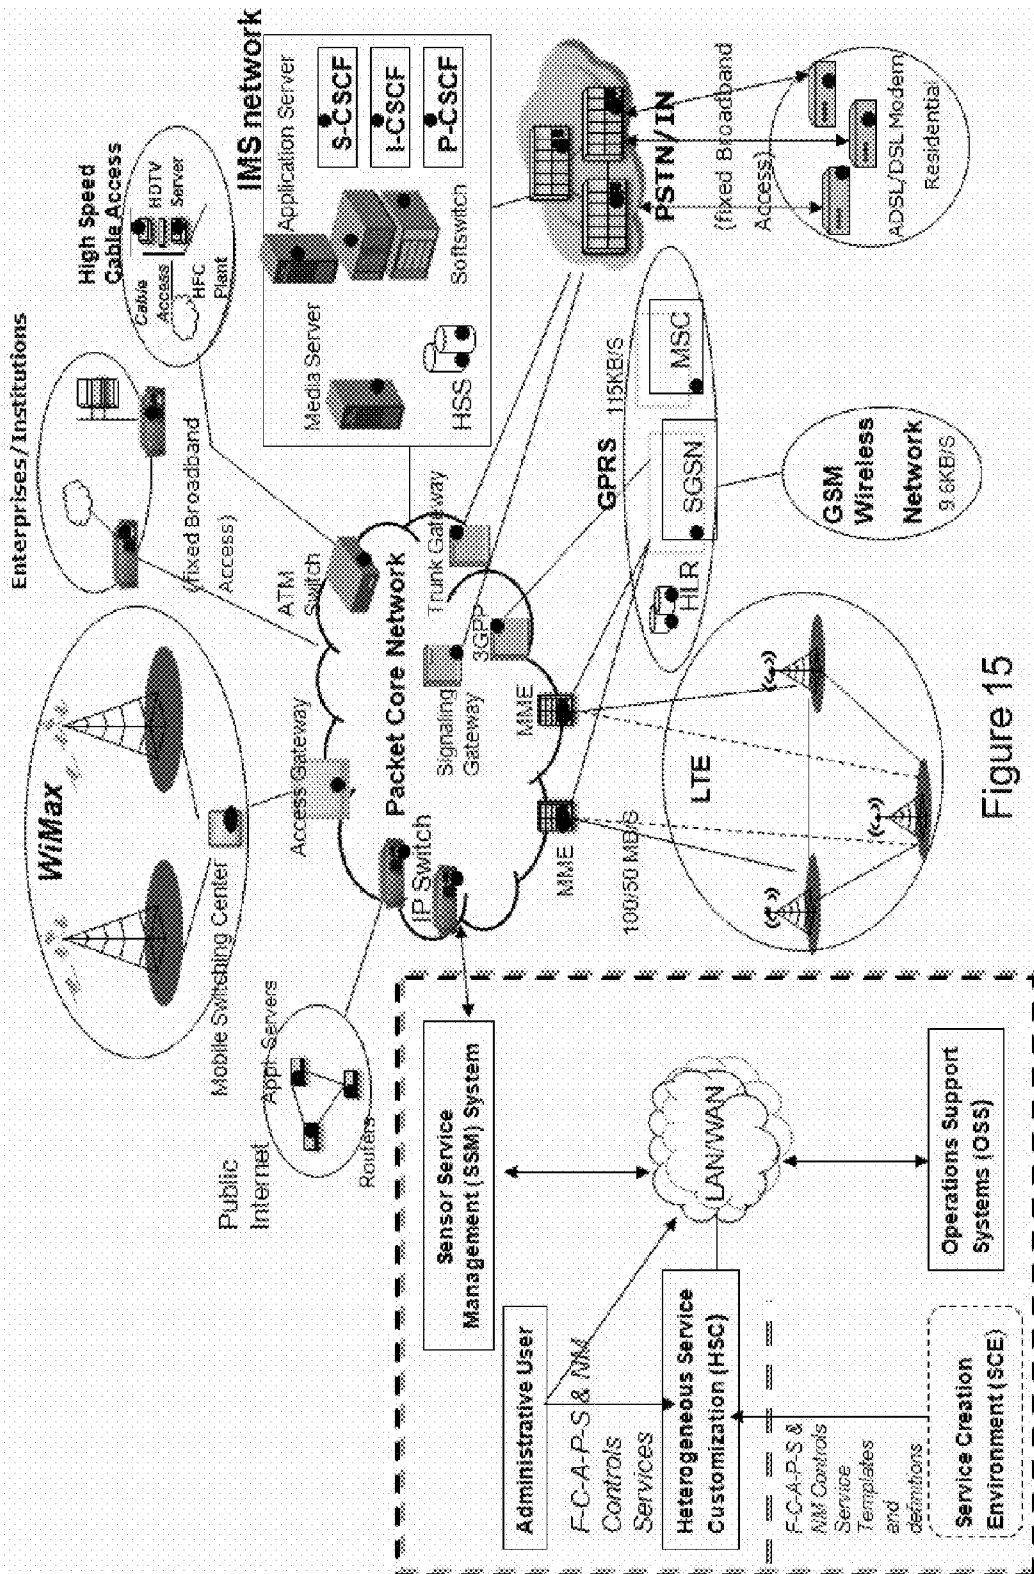 Enterprises/Institutions
High Speed
Cable Access
Cable
Access
HDTV
Server
HFC
Plant
WiMax
Mobile Switching Center
{fixed Broadband
Access}
IMS network
Application Server
Media Server
HSS
Softswitch
S-CSCF
I-CSCF
P-CSCF
Public
Internet
Appl. Servers
Routers
Access Gateway
ATM
Switch
Packet Core Network
IP Switch
Signaling
Gateway
Trunk Gateway
3GPP
MME
MME
100/50 MB/S
LTE
GPRS
115KB/S
HLR
SGSN
MSC
GSM
Wireless
Network
9.6KB/S
PSTN/IN
{fixed Broadband
Access}
ADSL/DSL Modem
Residential
Sensor Service
Management (SSM) System
Administrative User
F-C-A-P-S & NM
Controls
Services
Heterogeneous Service
Customization (HSC)
LAN/WAN
Operations Support
Systems (OSS)
F-C-A-P-S &
NM Controls
Service
Templates
and
definitions
Service Creation
Environment (SCE)
Figure 15